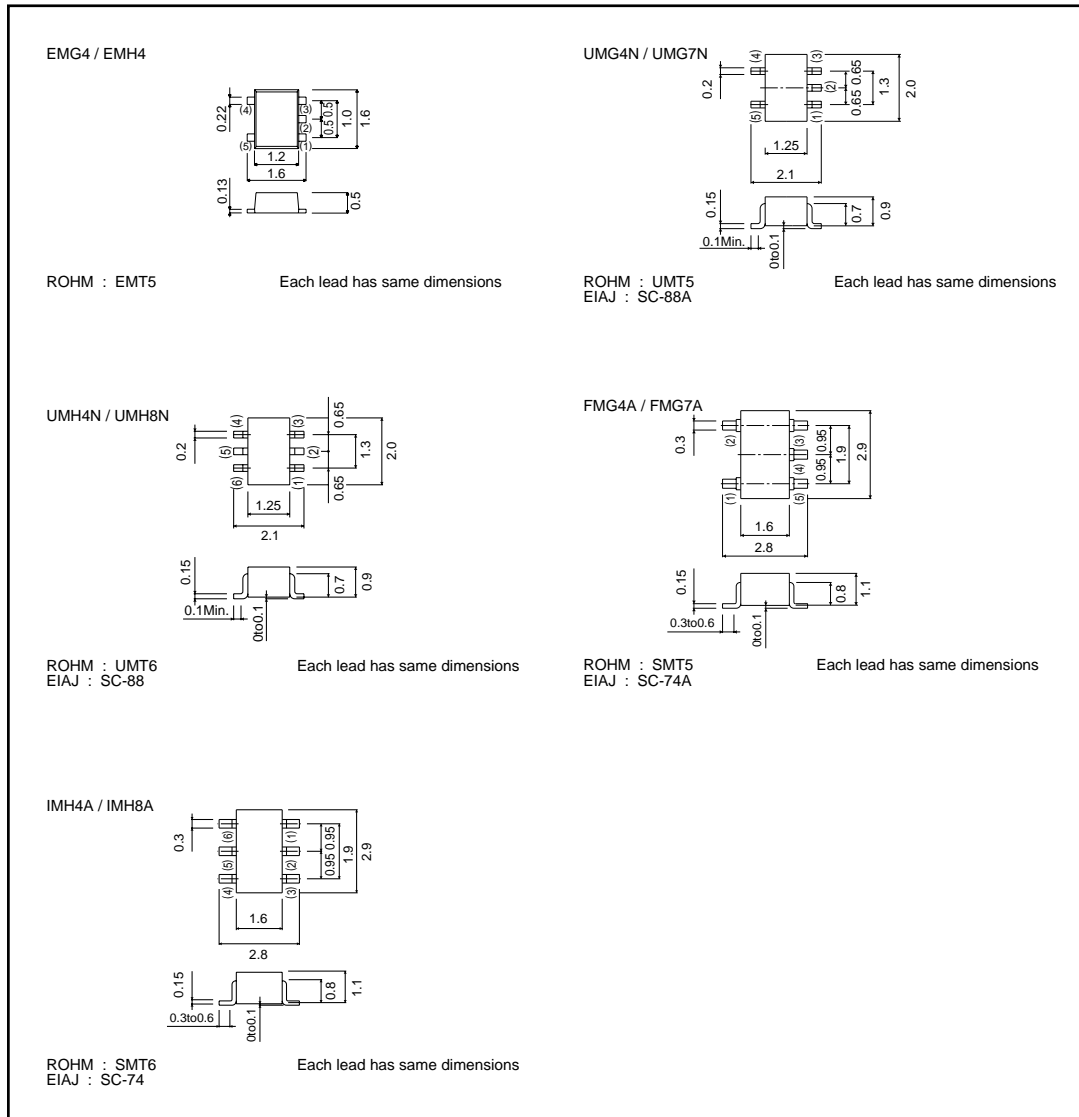 EMG4 / EMH4
0.22
(4)
(5)
(3)
(2)
(1)
0.5 0.5
1.0
1.6
1.2
1.6
0.13
0.5
ROHM : EMT5
Each lead has same dimensions
UMG4N / UMG7N
0.2
(4)
(5)
(3)
(2)
(1)
0.65
0.65
1.3
2.0
1.25
2.1
0.15
0.1Min.
0to0.1
0.7
0.9
ROHM : UMT5
EIAJ : SC-88A
Each lead has same dimensions
UMH4N / UMH8N
0.2
(4)
(5)
(6)
(3)
(2)
(1)
0.65
0.65
1.3
2.0
1.25
2.1
0.15
0.1Min.
0to0.1
0.7
0.9
ROHM : UMT6
EIAJ : SC-88
Each lead has same dimensions
FMG4A / FMG7A
0.3
(2)
(1)
(3)
(4)
(5)
0.95 0.95
1.9
2.9
1.6
2.8
0.15
0.3to0.6
0to0.1
0.8
1.1
ROHM : SMT5
EIAJ : SC-74A
Each lead has same dimensions
IMH4A / IMH8A
0.3
(6)
(5)
(4)
(1)
(2)
(3)
0.95 0.95
1.9
2.9
1.6
2.8
0.15
0.3to0.6
0to0.1
0.8
1.1
ROHM : SMT6
EIAJ : SC-74
Each lead has same dimensions